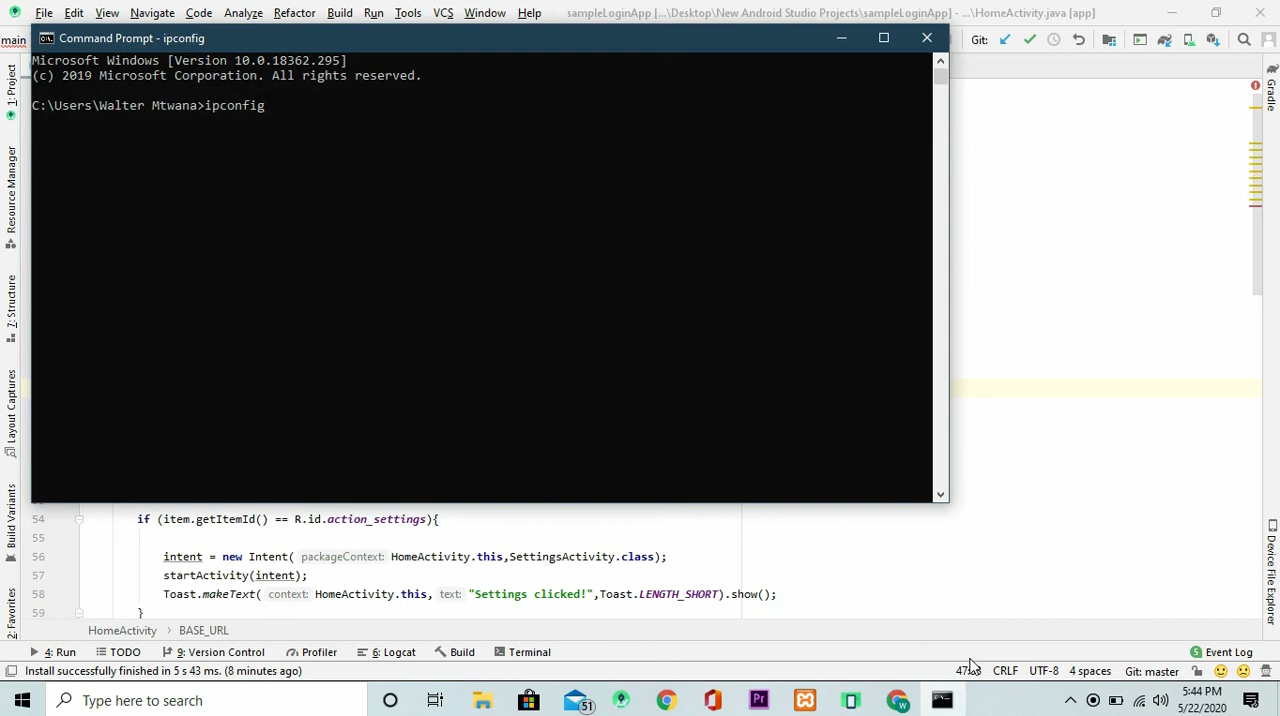 File Edit View Navigate Code Analyze Refactor Build Run Tools VCS Window Help sampleLoginApp [...\Desktop\New Android Studio Projects\sampleLoginApp] - ...\HomeActivity.java [app]
main
Git:
Command Prompt - ipconfig
Microsoft Windows [Version 10.0.18362.295]
(c) 2019 Microsoft Corporation. All rights reserved.
C:\Users\Walter Mtwana>ipconfig
1: Project
Resource Manager
7: Structure
Layout Captures
Build Variants
2: Favorites
Gradle
Device File Explorer
54 if (item.getItemId() == R.id.action_settings){
55
56 intent = new Intent( packageContext: HomeActivity.this,SettingsActivity.class);
57 startActivity(intent);
58 Toast.makeText( context: HomeActivity.this, text: "Settings clicked!",Toast.LENGTH_SHORT).show();
59 }
HomeActivity › BASE_URL
4: Run TODO 9: Version Control Profiler 6: Logcat Build Terminal Event Log
Install successfully finished in 5 s 43 ms. (8 minutes ago) CRLF UTF-8 4 spaces Git: master
Type here to search
51
Pr
W
5:44 PM
5/22/2020